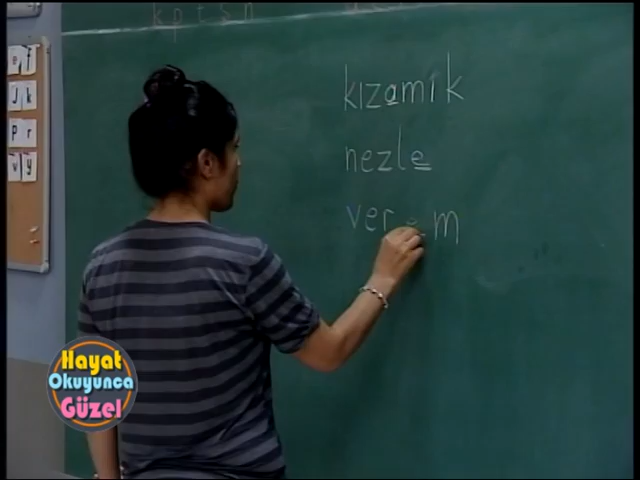 k p t s n
kızamık
nezle
verem
f
j k
p r
v y
Hayat
Okuyunca
Güzel